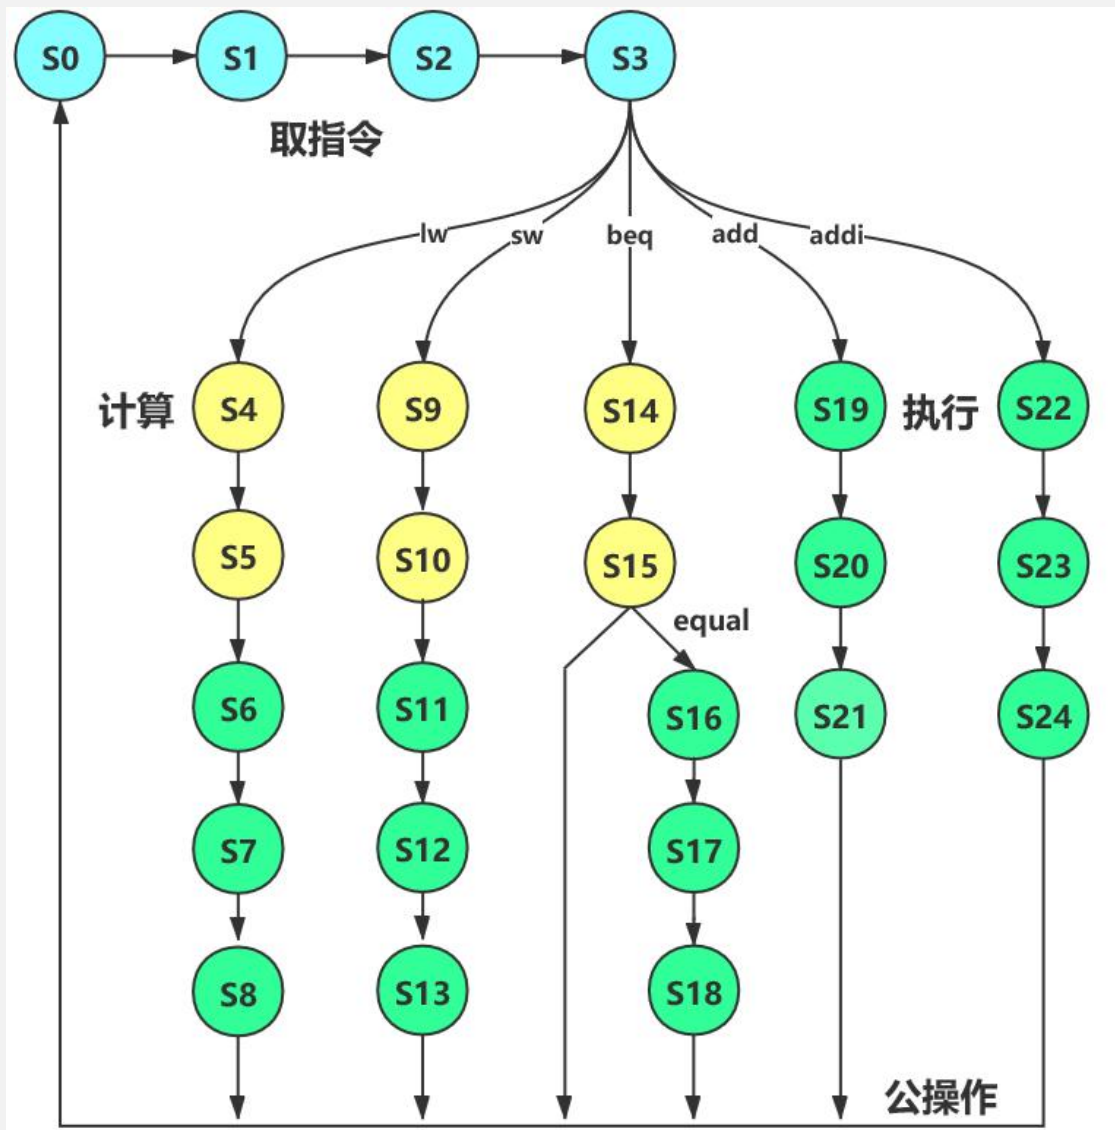 S0 S1 S2 S3
取指令
lw sw beq add addi
计算 S4 S9 S14 S19 执行 S22
S5 S10 S15 S20 S23
equal
S6 S11 S16 S21 S24
S7 S12 S17
S8 S13 S18
公操作